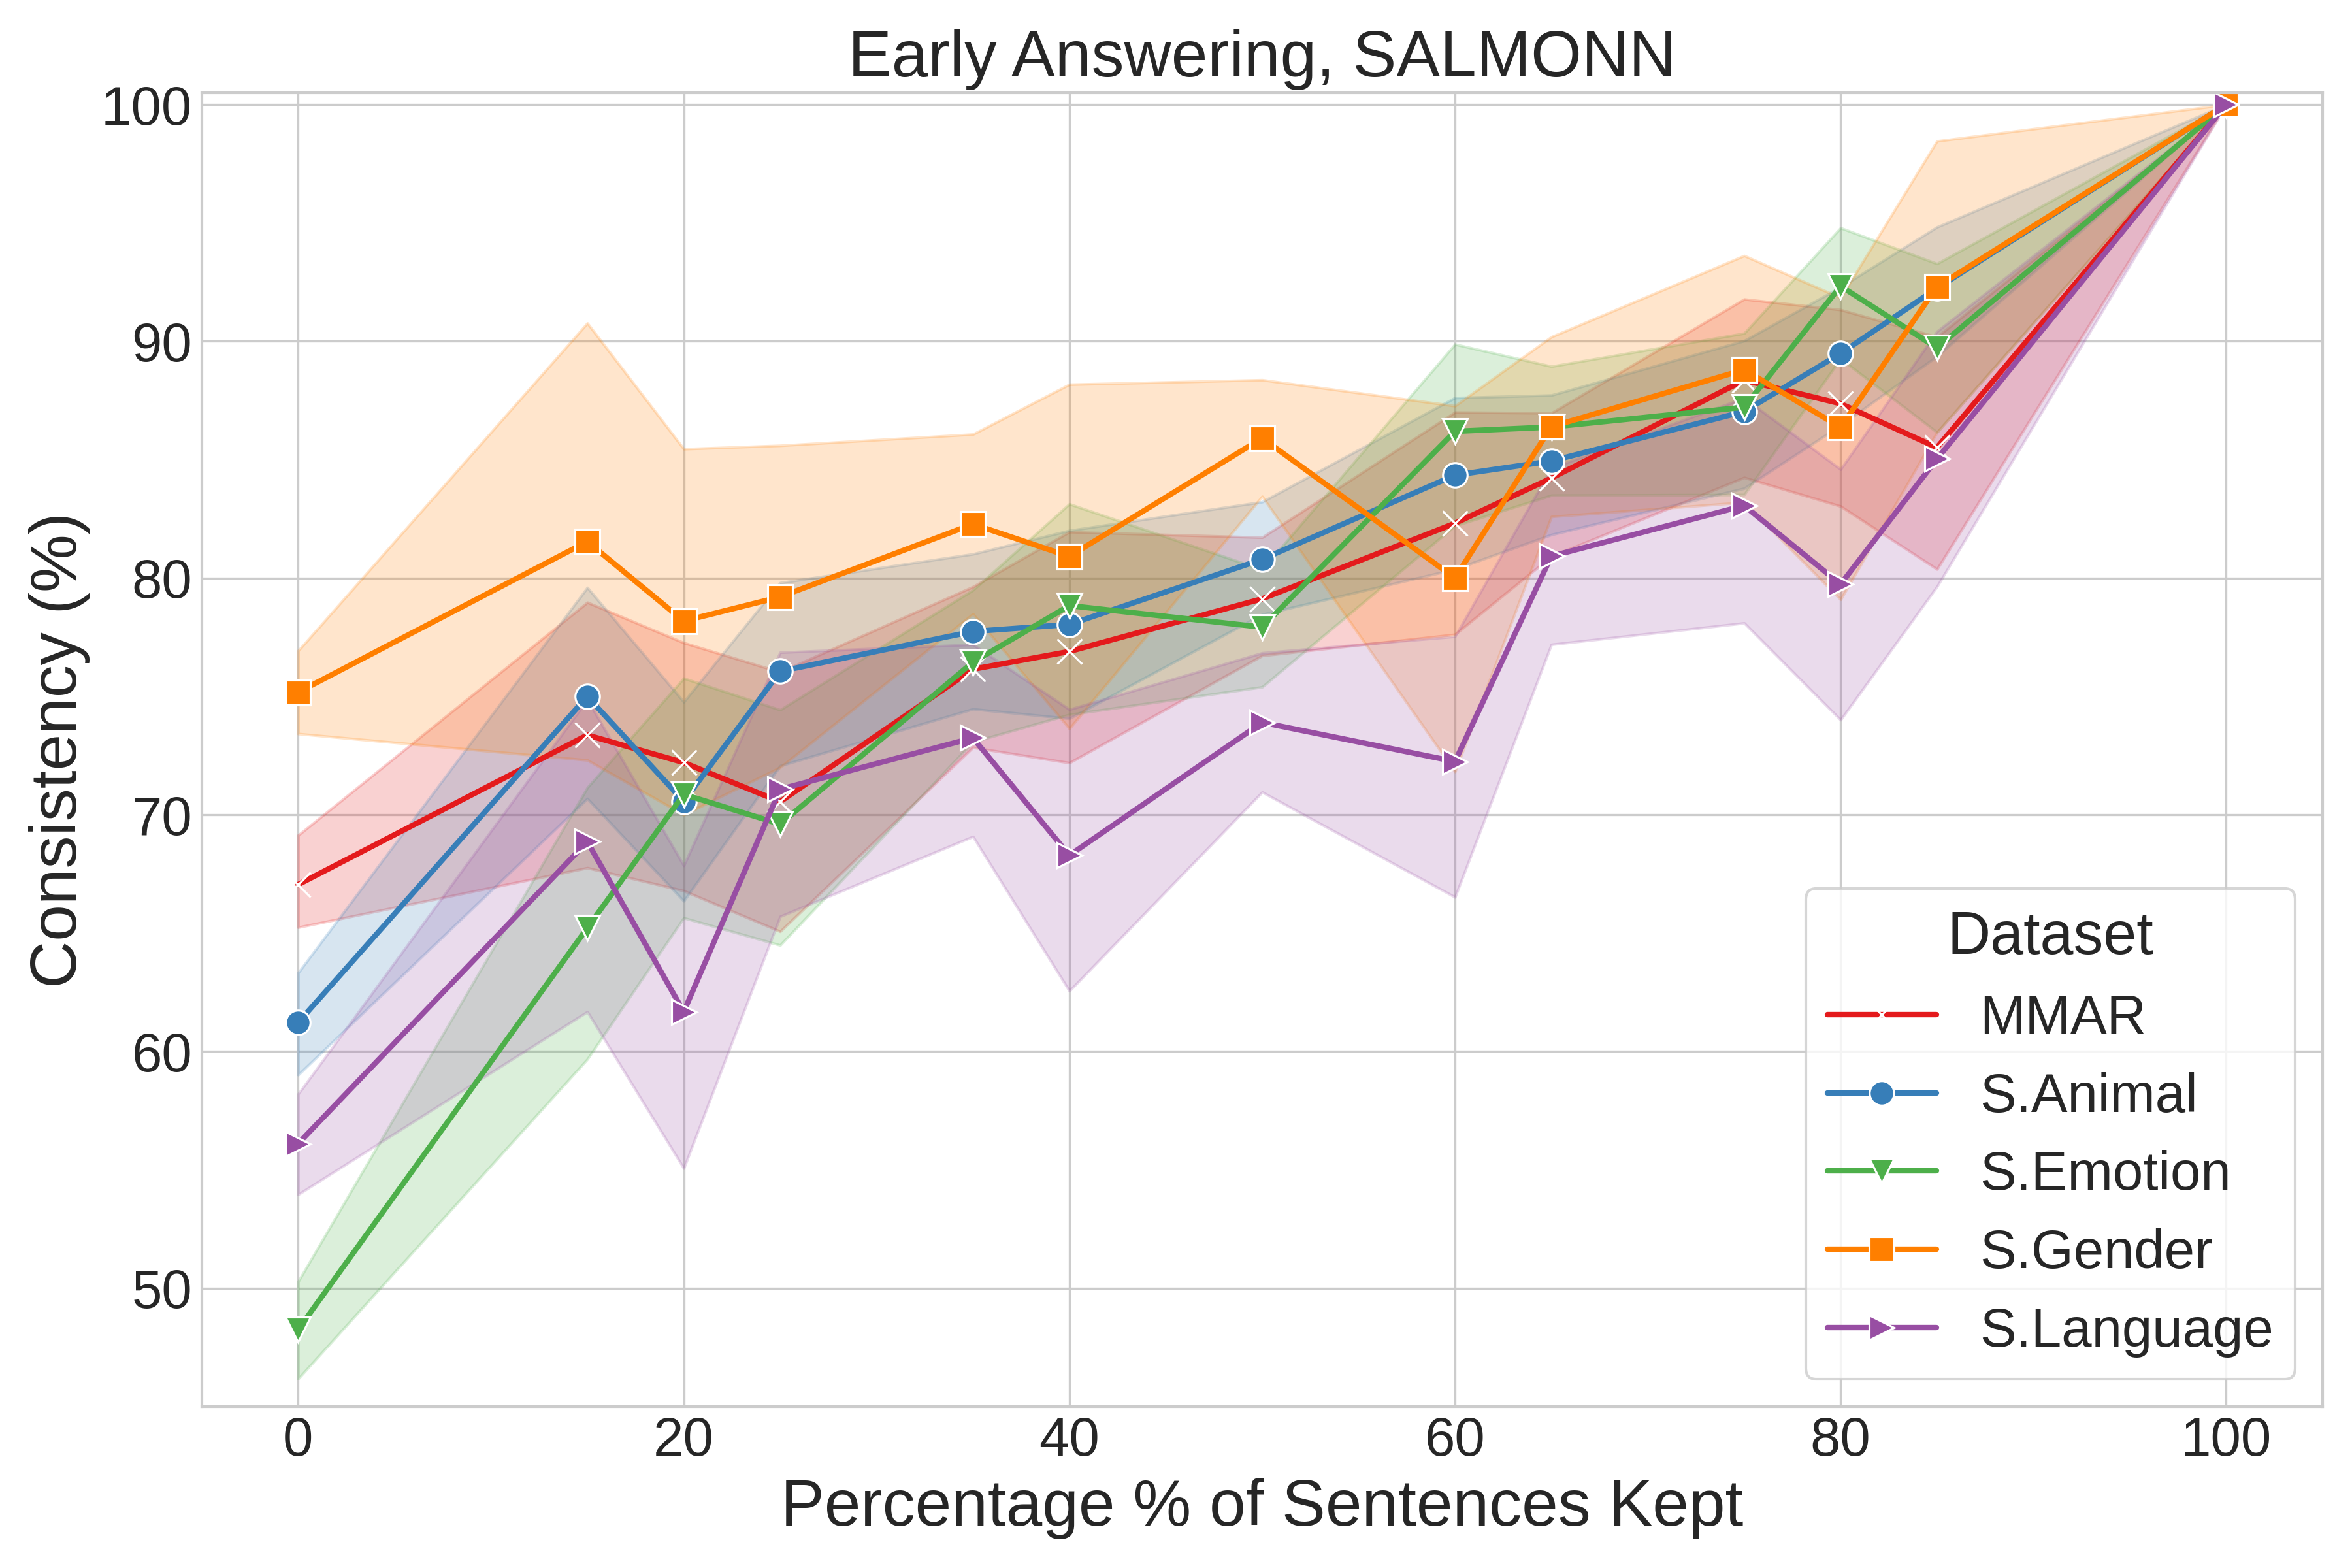 Early Answering, SALMONN
Consistency (%)
100
90
80
70
60
50
0 20 40 60 80 100
Percentage % of Sentences Kept
Dataset
MMAR
S.Animal
S.Emotion
S.Gender
S.Language